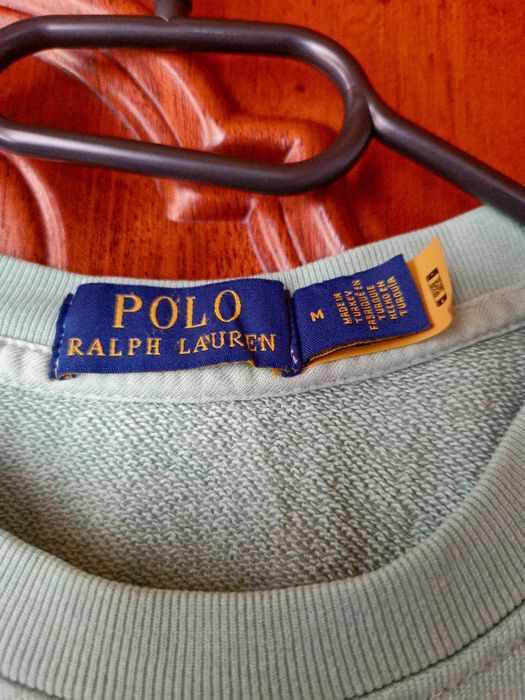 POLO
RALPH LAUREN
M
MADE IN
TURKEY
FABRIQUÉ EN
TURQUIE
HECHO EN
TURQUÍA